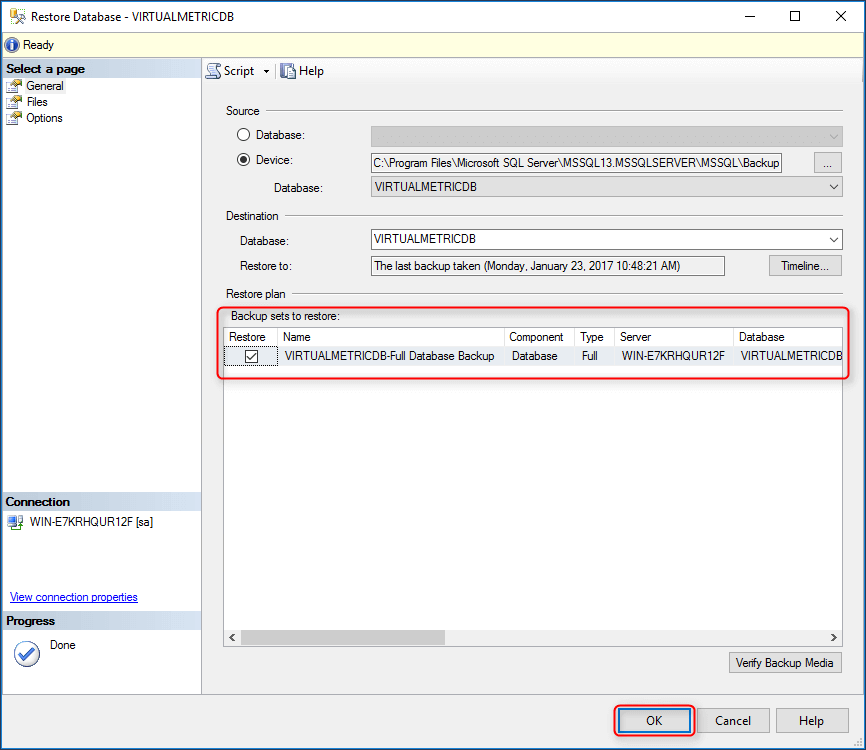 Restore Database - VIRTUALMETRICDB
Ready
Select a page
General
Files
Options
Script
Help
Source
Database:
Device:
C:\Program Files\Microsoft SQL Server\MSSQL13.MSSQLSERVER\MSSQL\Backup
...
Database:
VIRTUALMETRICDB
Destination
Database:
VIRTUALMETRICDB
Restore to:
The last backup taken (Monday, January 23, 2017 10:48:21 AM)
Timeline...
Restore plan
Backup sets to restore:
Restore Name Component Type Server Database
VIRTUALMETRICDB-Full Database Backup Database Full WIN-E7KRHQUR12F VIRTUALMETRICDB
Connection
WIN-E7KRHQUR12F [sa]
View connection properties
Progress
Done
Verify Backup Media
OK
Cancel
Help